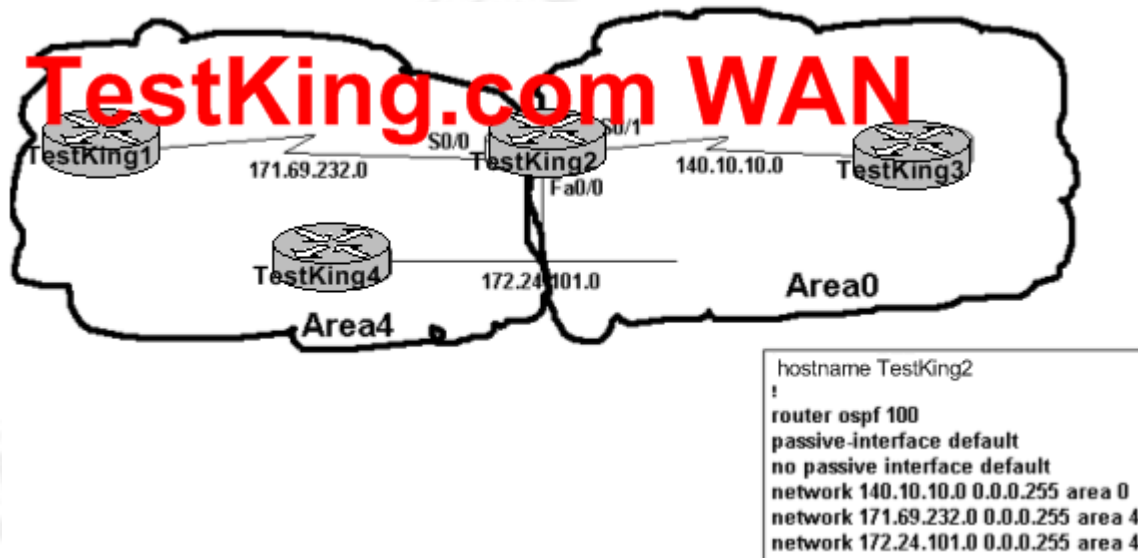 TestKing.com WAN
TestKing1
S0/0
171.69.232.0
TestKing2
S0/1
140.10.10.0
TestKing3
Fa0/0
TestKing4
172.24.101.0
Area4
Area0
hostname TestKing2
!
router ospf 100
passive-interface default
no passive interface default
network 140.10.10.0 0.0.0.255 area 0
network 171.69.232.0 0.0.0.255 area 4
network 172.24.101.0 0.0.0.255 area 4